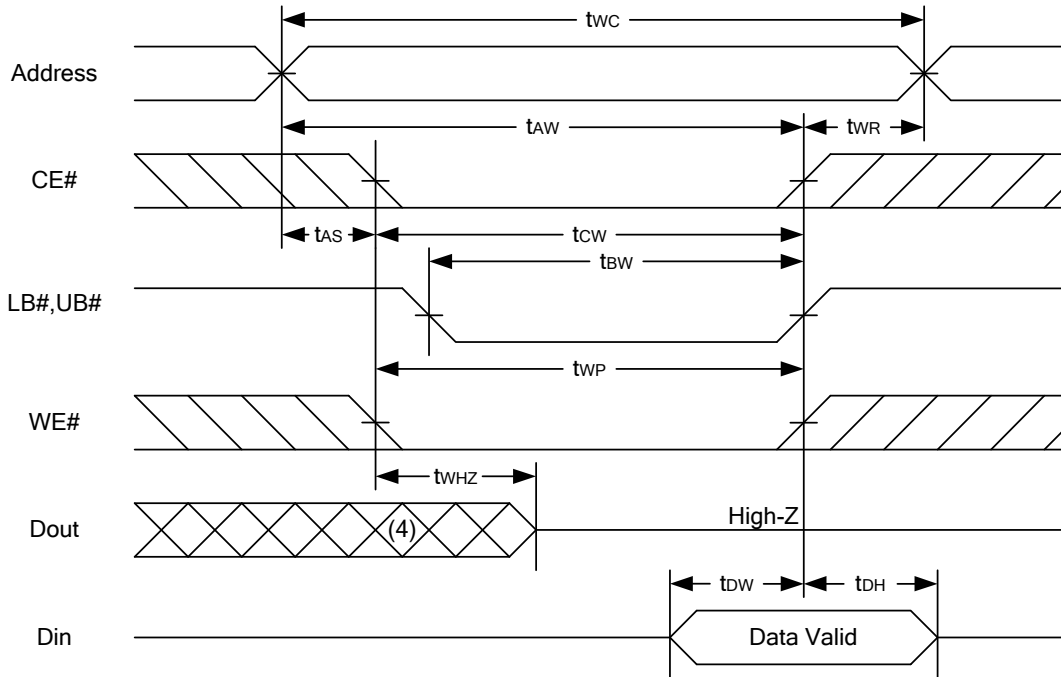 tWC
Address
tAW
tWR
CE#
tAS
tCW
tBW
LB#,UB#
tWP
WE#
tWHZ
Dout
(4)
High-Z
tDW
tDH
Din
Data Valid